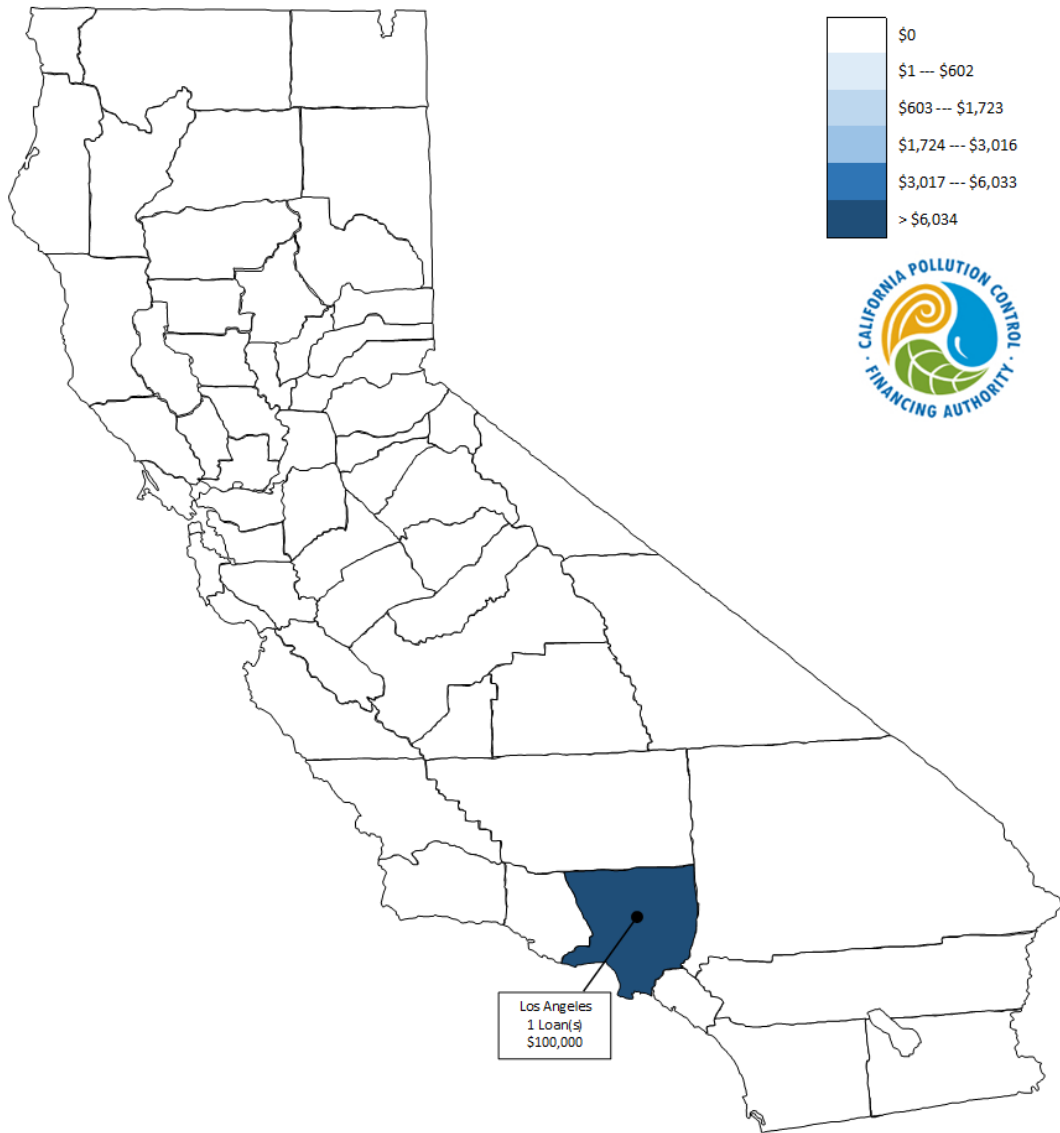 $0
$1 --- $602
$603 --- $1,723
$1,724 --- $3,016
$3,017 --- $6,033
> $6,034
· CALIFORNIA POLLUTION CONTROL ·
FINANCING AUTHORITY
Los Angeles
1 Loan(s)
$100,000